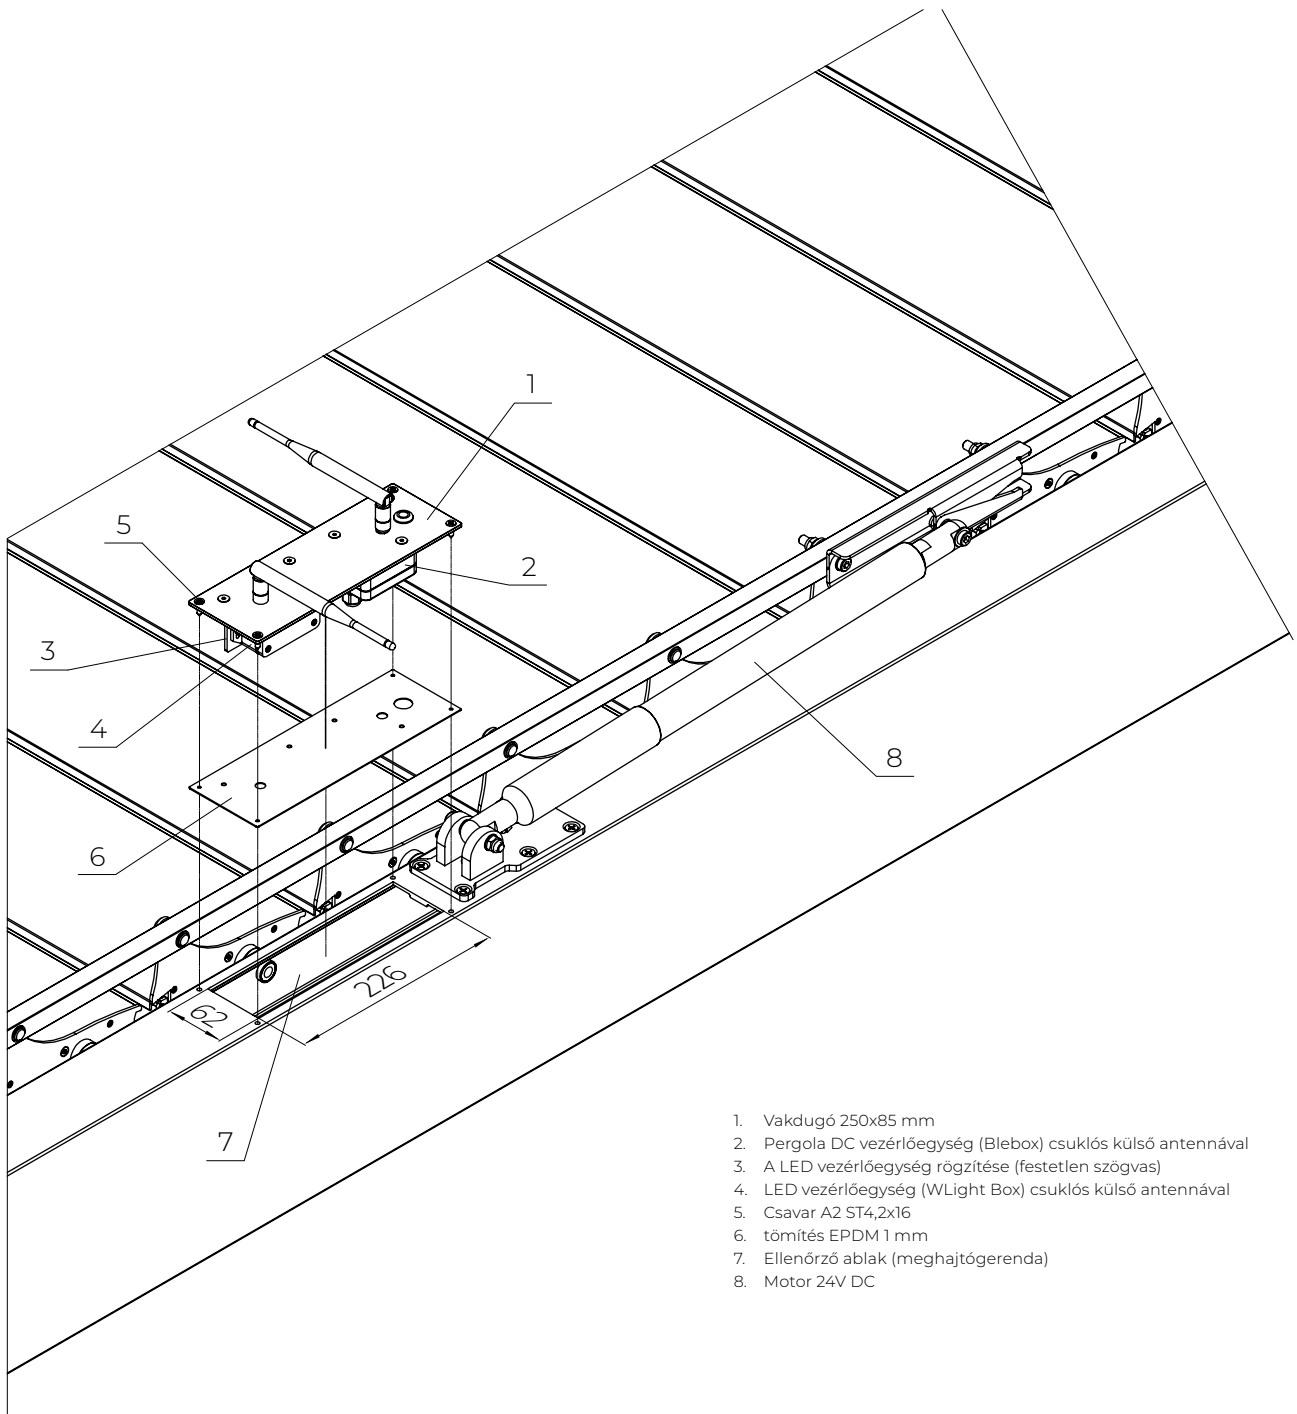 1
5
2
3
4
8
6
226
62
7
1. Vakdugó 250x85 mm
2. Pergola DC vezérlőegység (Blebox) csuklós külső antennával
3. A LED vezérlőegység rögzítése (festetlen szögvas)
4. LED vezérlőegység (WLight Box) csuklós külső antennával
5. Csavar A2 ST4,2x16
6. tömítés EPDM 1 mm
7. Ellenőrző ablak (meghajtógerenda)
8. Motor 24V DC